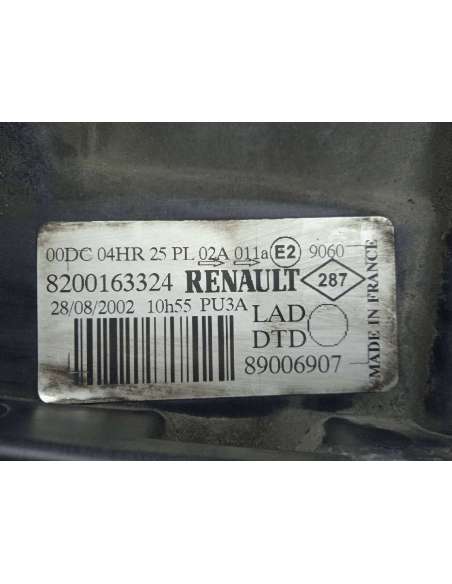 00DC 04HR 25 PL 02A 011a E2 9060
8200163324 RENAULT 287
28/08/2002 10h55 PU3A
LAD
DTD
89006907
MADE IN FRANCE